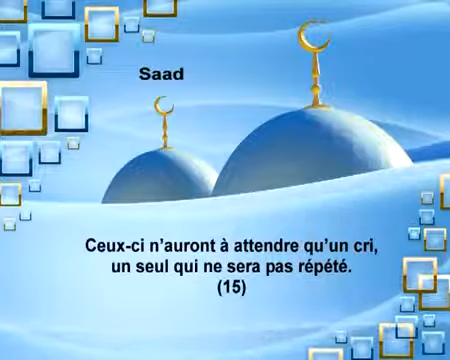 Saad
Ceux-ci n'auront à attendre qu'un cri,
un seul qui ne sera pas répété.
(15)